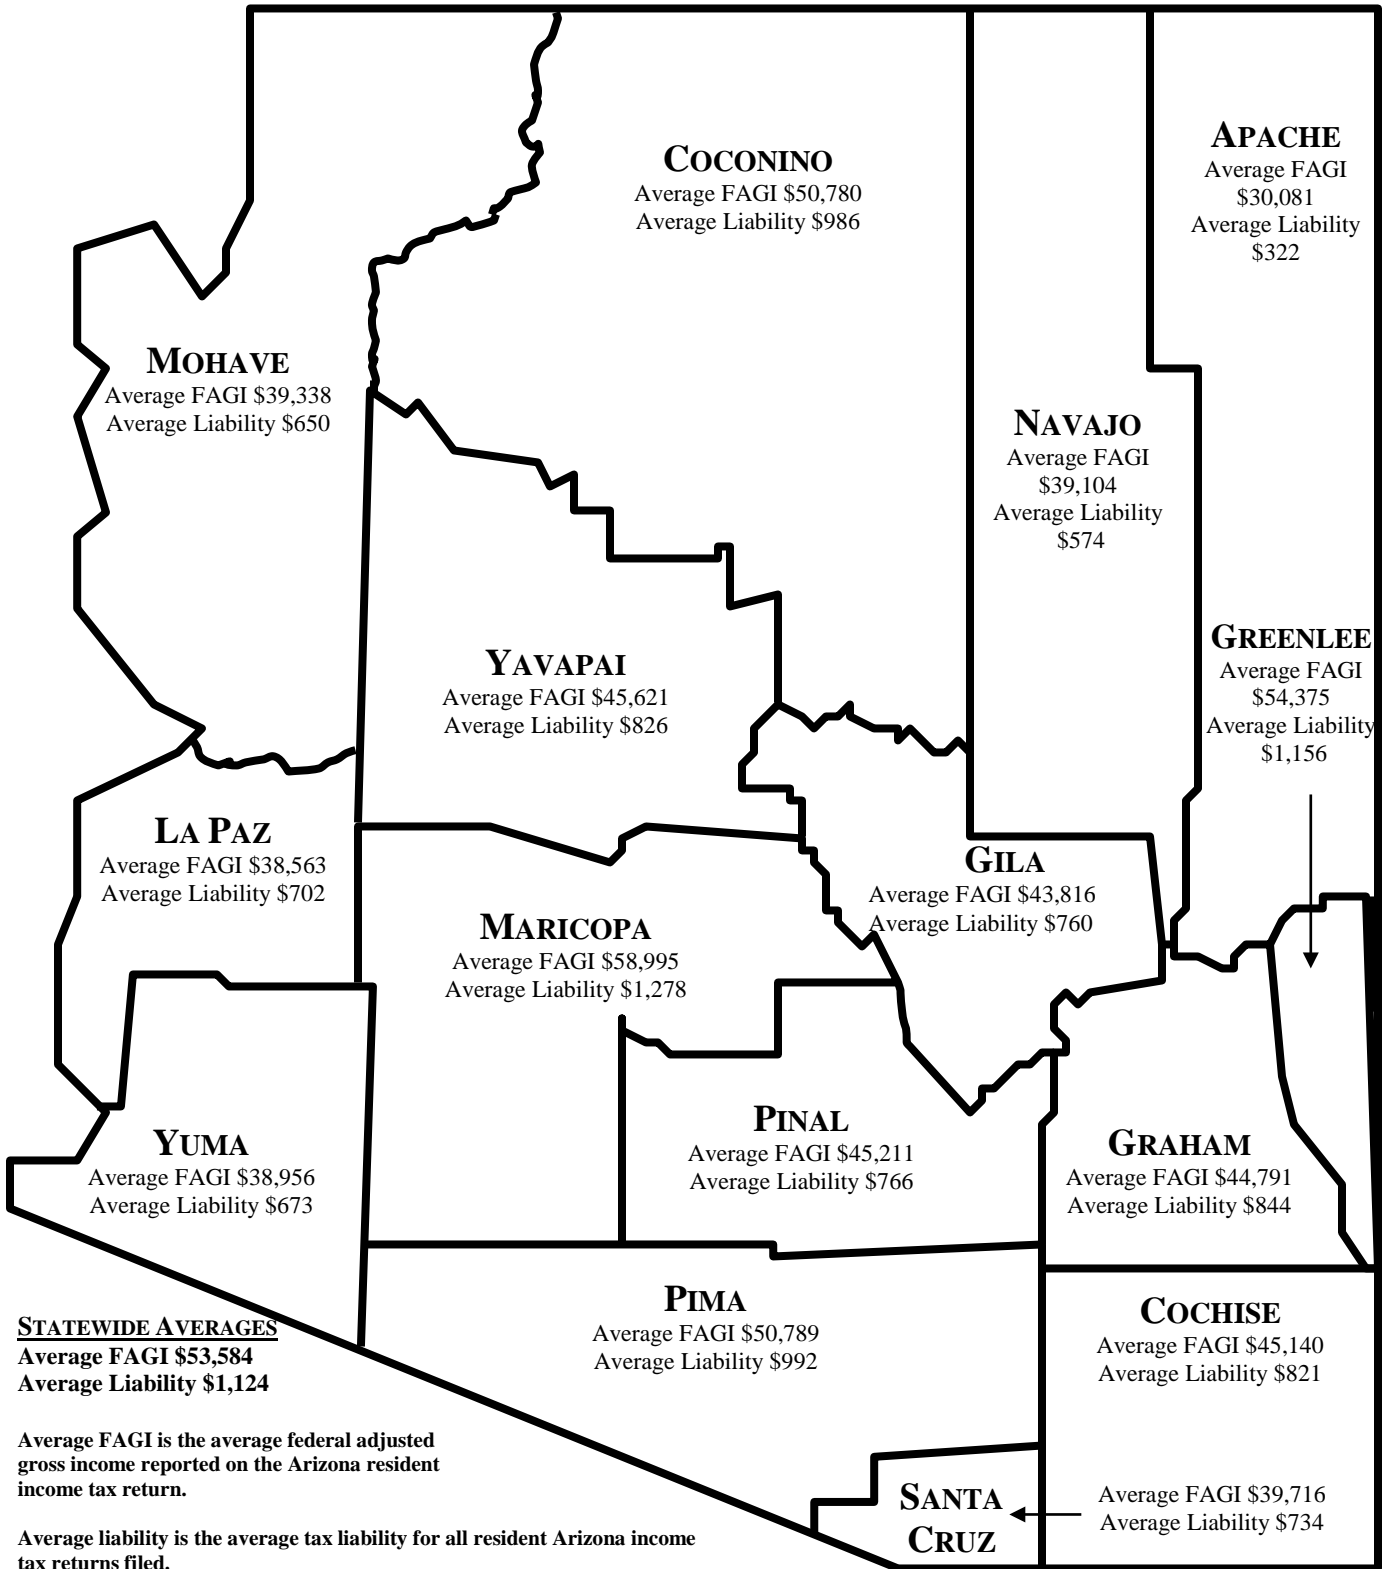 COCONINO
Average FAGI $50,780
Average Liability $986
APACHE
Average FAGI
$30,081
Average Liability
$322
MOHAVE
Average FAGI $39,338
Average Liability $650
NAVAJO
Average FAGI
$39,104
Average Liability
$574
GREENLEE
Average FAGI
$54,375
Average Liability
$1,156
YAVAPAI
Average FAGI $45,621
Average Liability $826
LA PAZ
Average FAGI $38,563
Average Liability $702
GILA
Average FAGI $43,816
Average Liability $760
MARICOPA
Average FAGI $58,995
Average Liability $1,278
PINAL
Average FAGI $45,211
Average Liability $766
YUMA
Average FAGI $38,956
Average Liability $673
GRAHAM
Average FAGI $44,791
Average Liability $844
PIMA
Average FAGI $50,789
Average Liability $992
COCHISE
Average FAGI $45,140
Average Liability $821
SANTA
CRUZ
Average FAGI $39,716
Average Liability $734
STATEWIDE AVERAGES
Average FAGI $53,584
Average Liability $1,124
Average FAGI is the average federal adjusted
gross income reported on the Arizona resident
income tax return.
Average liability is the average tax liability for all resident Arizona income
tax returns filed.